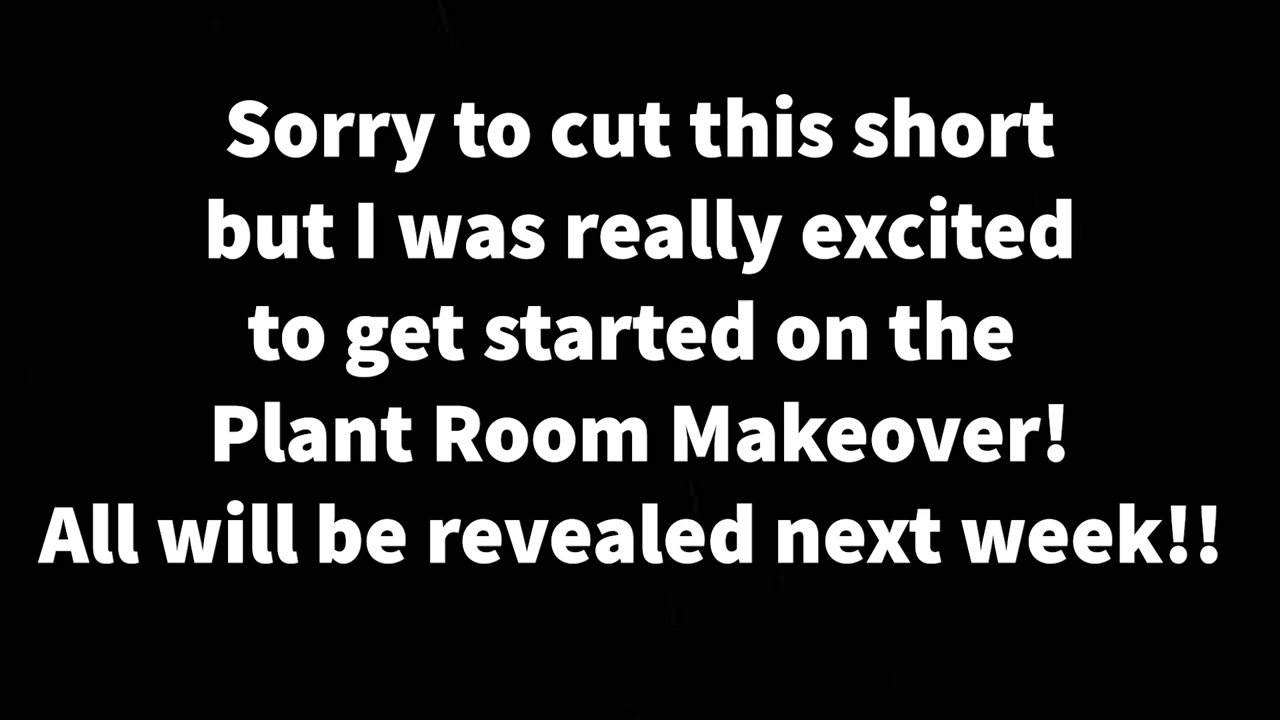 Sorry to cut this short
but I was really excited
to get started on the
Plant Room Makeover!
All will be revealed next week!!